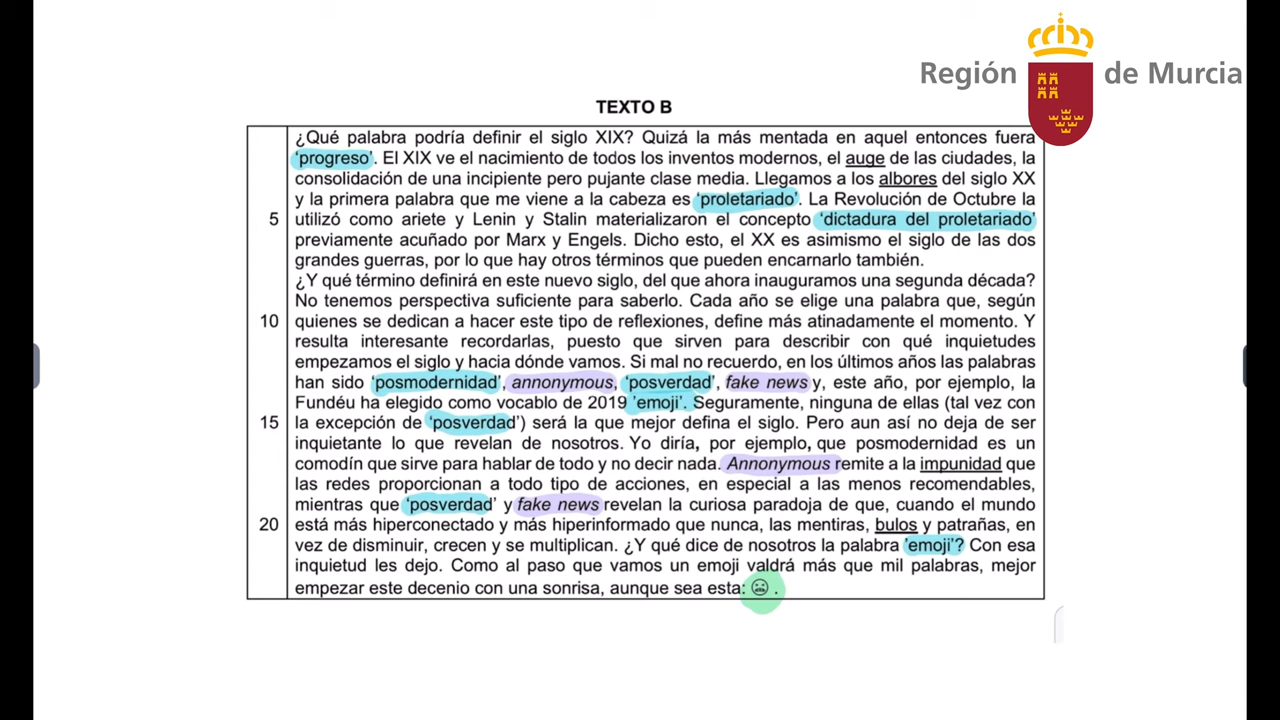 Región de Murcia
TEXTO B
¿Qué palabra podría definir el siglo XIX? Quizá la más mentada en aquel entonces fuera
'progreso'. El XIX ve el nacimiento de todos los inventos modernos, el auge de las ciudades, la
consolidación de una incipiente pero pujante clase media. Llegamos a los albores del siglo XX
y la primera palabra que me viene a la cabeza es 'proletariado'. La Revolución de Octubre la
5 utilizó como ariete y Lenin y Stalin materializaron el concepto 'dictadura del proletariado'
previamente acuñado por Marx y Engels. Dicho esto, el XX es asimismo el siglo de las dos
grandes guerras, por lo que hay otros términos que pueden encarnarlo también.
¿Y qué término definirá en este nuevo siglo, del que ahora inauguramos una segunda década?
No tenemos perspectiva suficiente para saberlo. Cada año se elige una palabra que, según
10 quienes se dedican a hacer este tipo de reflexiones, define más atinadamente el momento. Y
resulta interesante recordarlas, puesto que sirven para describir con qué inquietudes
empezamos el siglo y hacia dónde vamos. Si mal no recuerdo, en los últimos años las palabras
han sido 'posmodernidad', annonymous, 'posverdad', fake news y, este año, por ejemplo, la
Fundéu ha elegido como vocablo de 2019 'emoji'. Seguramente, ninguna de ellas (tal vez con
15 la excepción de 'posverdad') será la que mejor defina el siglo. Pero aun así no deja de ser
inquietante lo que revelan de nosotros. Yo diría, por ejemplo, que posmodernidad es un
comodín que sirve para hablar de todo y no decir nada. Annonymous remite a la impunidad que
las redes proporcionan a todo tipo de acciones, en especial a las menos recomendables,
mientras que 'posverdad' y fake news revelan la curiosa paradoja de que, cuando el mundo
20 está más hiperconectado y más hiperinformado que nunca, las mentiras, bulos y patrañas, en
vez de disminuir, crecen y se multiplican. ¿Y qué dice de nosotros la palabra 'emoji'? Con esa
inquietud les dejo. Como al paso que vamos un emoji valdrá más que mil palabras, mejor
empezar este decenio con una sonrisa, aunque sea esta: 😬 .